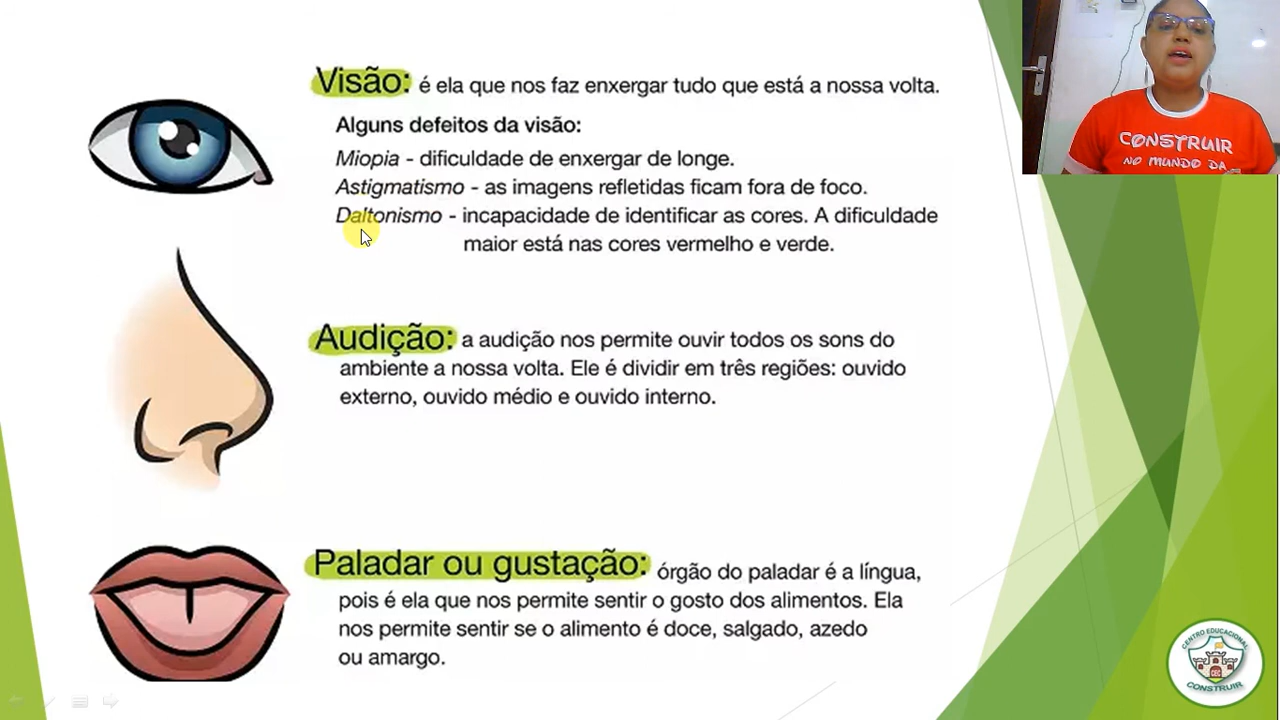 Visão: é ela que nos faz enxergar tudo que está a nossa volta.
Alguns defeitos da visão:
Miopia - dificuldade de enxergar de longe.
Astigmatismo - as imagens refletidas ficam fora de foco.
Daltonismo - incapacidade de identificar as cores. A dificuldade
maior está nas cores vermelho e verde.
Audição: a audição nos permite ouvir todos os sons do
ambiente a nossa volta. Ele é dividir em três regiões: ouvido
externo, ouvido médio e ouvido interno.
Paladar ou gustação: órgão do paladar é a língua,
pois é ela que nos permite sentir o gosto dos alimentos. Ela
nos permite sentir se o alimento é doce, salgado, azedo
ou amargo.
CONSTRUIR
NO MUNDO DA
CENTRO EDUCACIONAL
CEC
CONSTRUIR